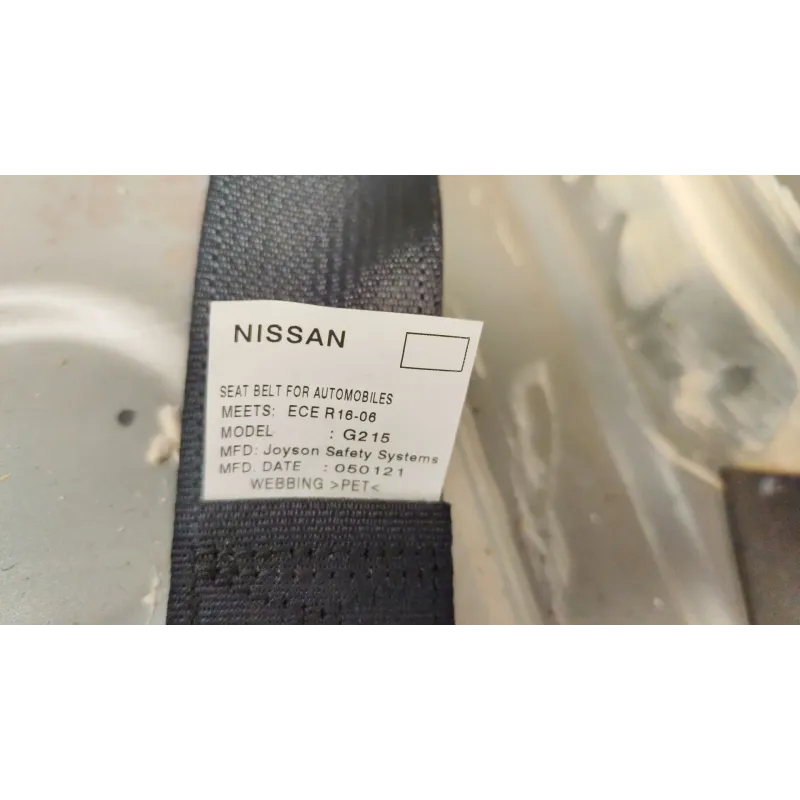 NISSAN
SEAT BELT FOR AUTOMOBILES
MEETS: ECE R16-06
MODEL : G215
MFD: Joyson Safety Systems
MFD. DATE : 050121
WEBBING >PET<